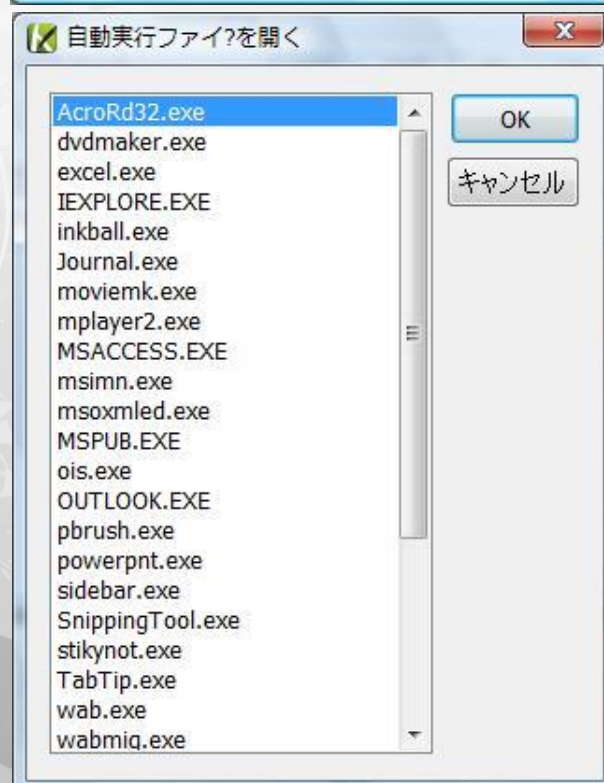 自動実行ファイ?を開く
AcroRd32.exe
dvdmaker.exe
excel.exe
IEXPLORE.EXE
inkball.exe
Journal.exe
moviemk.exe
mplayer2.exe
MSACCESS.EXE
msimn.exe
msoxmled.exe
MSPUB.EXE
ois.exe
OUTLOOK.EXE
pbrush.exe
powerpnt.exe
sidebar.exe
SnippingTool.exe
stikynot.exe
TabTip.exe
wab.exe
wabmig.exe
OK
キャンセル